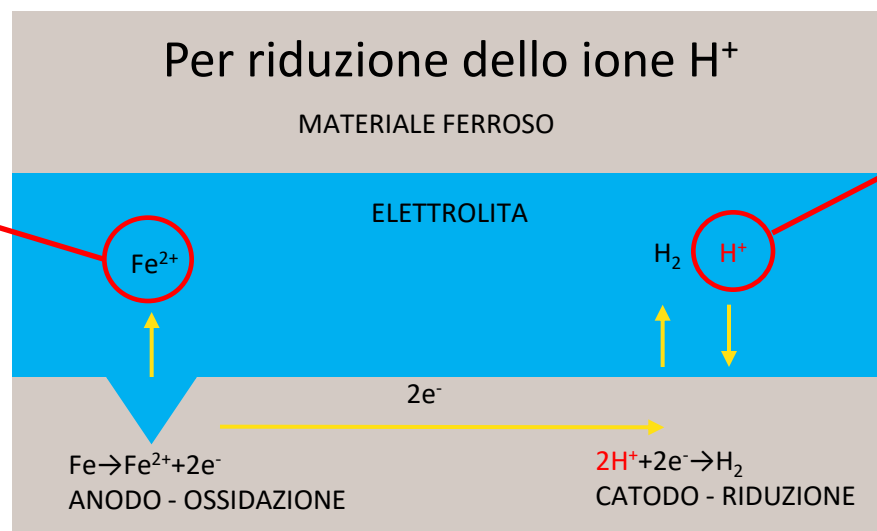 Per riduzione dello ione H⁺
MATERIALE FERROSO
ELETTROLITA
Fe²⁺
H₂ H⁺
2e⁻
Fe→Fe²⁺+2e⁻
ANODO - OSSIDAZIONE
2H⁺+2e⁻→H₂
CATODO - RIDUZIONE